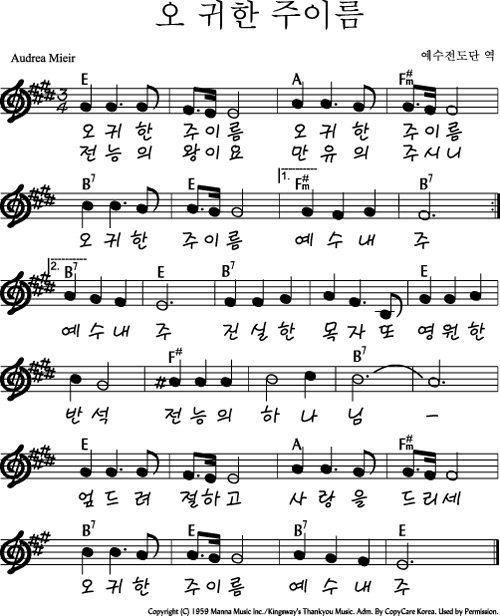 오 귀한 주이름
Audrea Mieir
예수전도단 역
E A F#m
3/4
오 귀 한 주 이 름 오 귀 한 주 이 름
전 능 의 왕 이 요 만 유 의 주 시 니
1.
B7 E F#m B7
오 귀 한 주 이 름 예 수 내 주
2.
B7 E B7 E
예 수 내 주 진 실 한 목 자 또 영 원 한
F# B7
반 석 전 능 의 하 나 님 ー
E A F#m
엎 드 려 절 하 고 사 랑 을 드 리 세
B7 E B7 E
오 귀 한 주 이 름 예 수 내 주
Copyright (C) 1959 Manna Music Inc./Kingsway's Thankyou Music. Adm. By CopyCare Korea. Used by Permission.